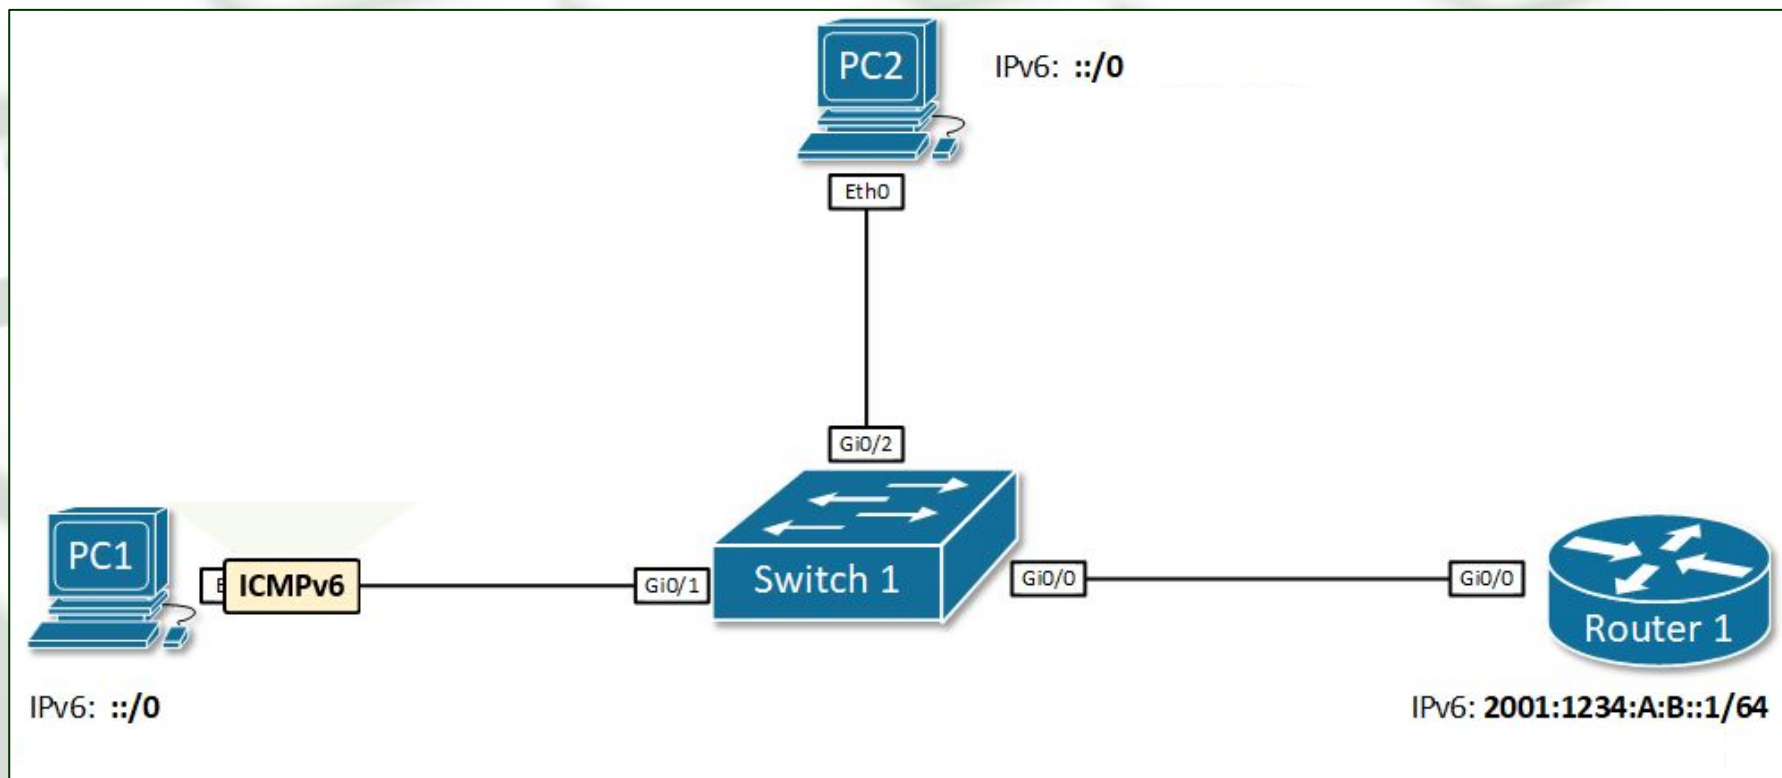 PC2
IPv6: ::/0
Eth0
Gi0/2
PC1
ICMPv6
Gi0/1
Switch 1
Gi0/0
Gi0/0
Router 1
IPv6: ::/0
IPv6: 2001:1234:A:B::1/64